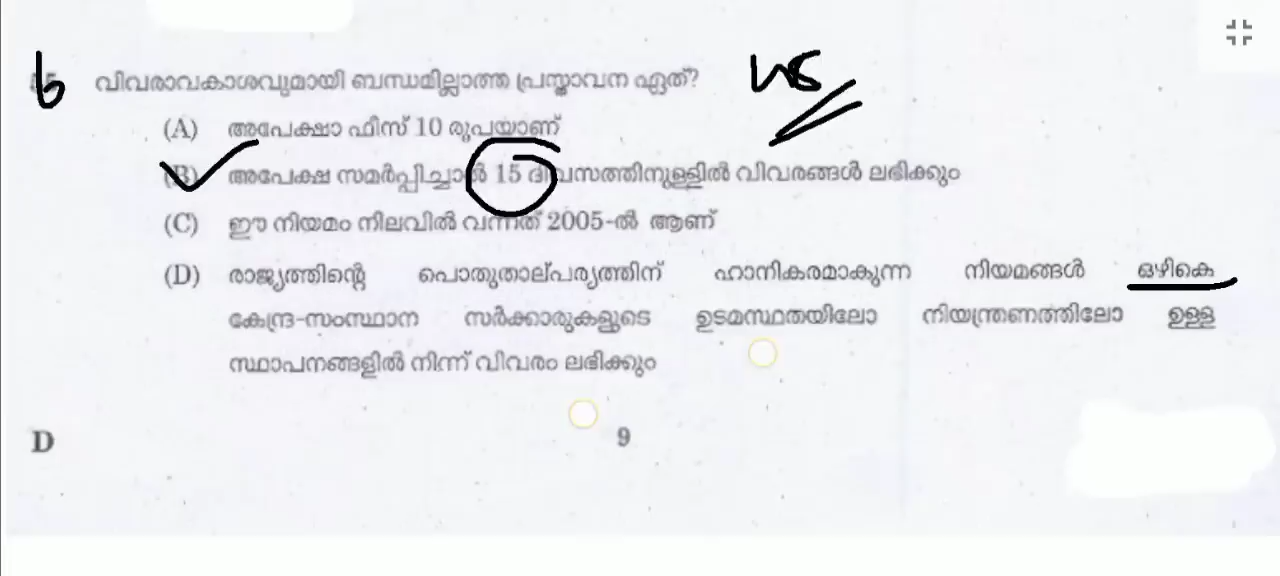 b വിവരാവകാശവുമായി ബന്ധമില്ലാത്ത പ്രസ്താവന ഏത്?
(A) അപേക്ഷാ ഫീസ് 10 രൂപയാണ്
(B) അപേക്ഷ സമർപ്പിച്ചാൽ 15 ദിവസത്തിനുള്ളിൽ വിവരങ്ങൾ ലഭിക്കും
(C) ഈ നിയമം നിലവിൽ വന്നത് 2005-ൽ ആണ്
(D) രാജ്യത്തിന്റെ പൊതുതാല്പര്യത്തിന് ഹാനികരമാകുന്ന നിയമങ്ങൾ ഒഴികെ
കേന്ദ്ര-സംസ്ഥാന സർക്കാരുകളുടെ ഉടമസ്ഥതയിലോ നിയന്ത്രണത്തിലോ ഉള്ള
സ്ഥാപനങ്ങളിൽ നിന്ന് വിവരം ലഭിക്കും
D 9